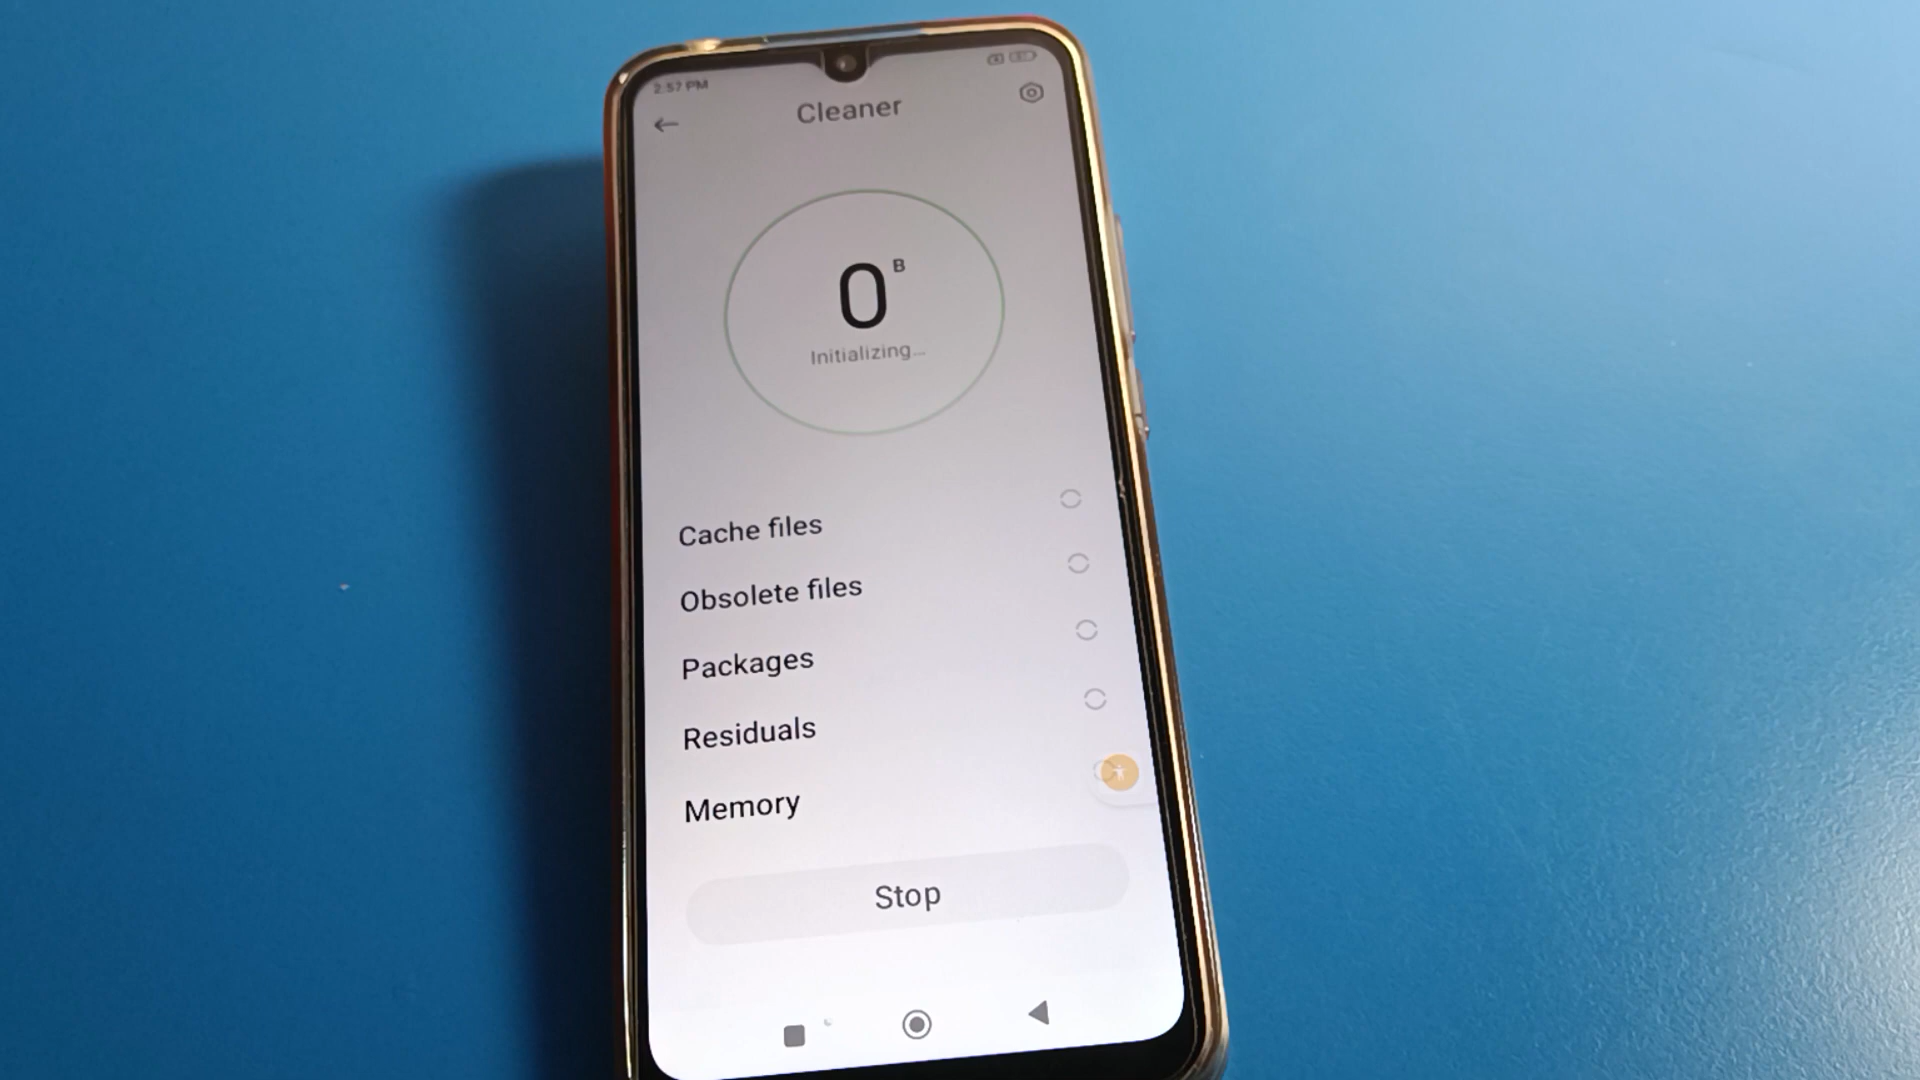 2:57 PM
Cleaner
0 B
Initializing...
Cache files
Obsolete files
Packages
Residuals
Memory
Stop